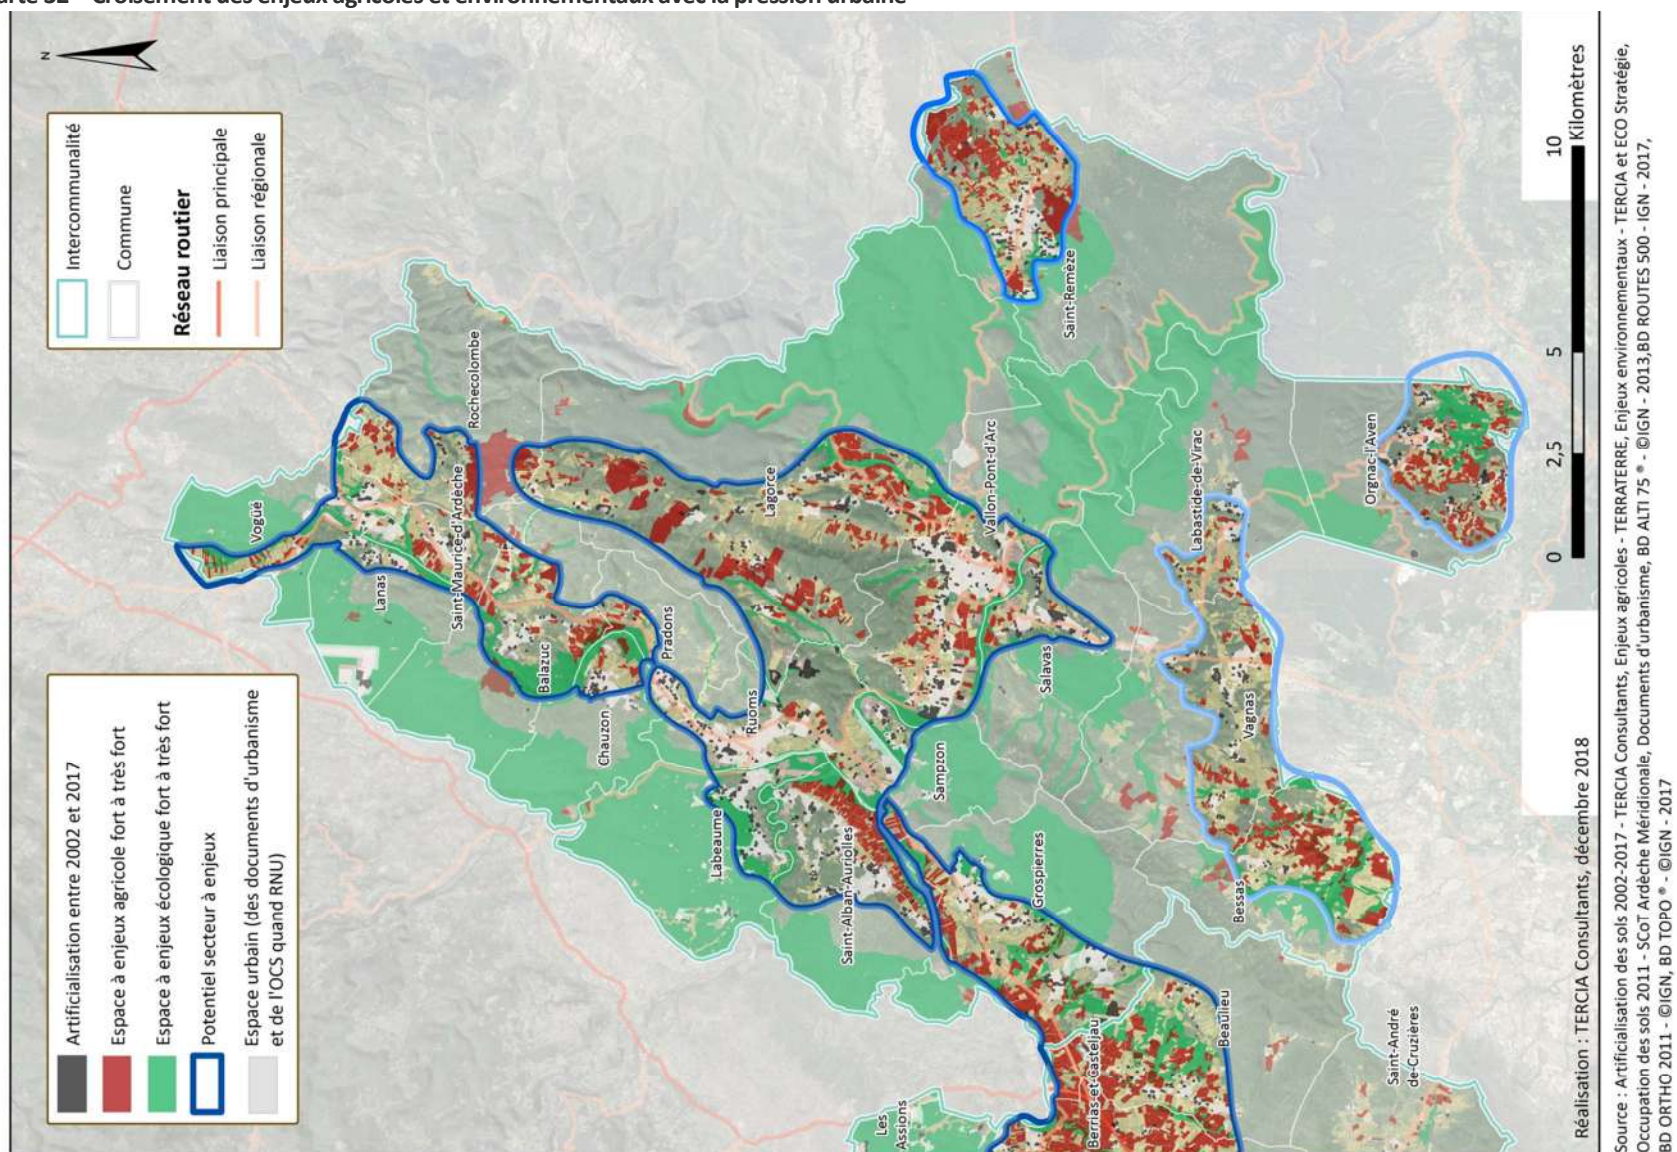 Carte 32 – Croisement des enjeux agricoles et environnementaux avec la pression urbaine
N
Artificialisation entre 2002 et 2017
Espace à enjeux agricole fort à très fort
Espace à enjeux écologique fort à très fort
Potentiel secteur à enjeux
Espace urbain (des documents d'urbanisme
et de l'OCS quand RNU)
Intercommunalité
Commune
Réseau routier
Liaison principale
Liaison régionale
Vogüé
Lanas
Rochecolombe
Saint-Maurice-d'Ardèche
Balazuc
Chauzon
Pradons
Ruoms
Lagorce
Labeaume
Saint-Alban-Auriolles
Sampzon
Vallon-Pont-d'Arc
Salavas
Saint-Remèze
Grospierres
Labastide-de-Virac
Vagnas
Bessas
Orgnac-l'Aven
Les
Assions
Berrias-et-Casteljau
Beaulieu
Saint-André
de-Cruzières
0 2,5 5 10
Kilomètres
Réalisation : TERCIA Consultants, décembre 2018
Source : Artificialisation des sols 2002-2017 - TERCIA Consultants, Enjeux agricoles - TERRATERRE, Enjeux environnementaux - TERCIA et ECO Stratégie,
Occupation des sols 2011 - SCoT Ardèche Méridionale, Documents d'urbanisme, BD ALTI 75 ® - ©IGN - 2013,BD ROUTES 500 - IGN - 2017,
BD ORTHO 2011 - ©IGN, BD TOPO ® - ©IGN - 2017